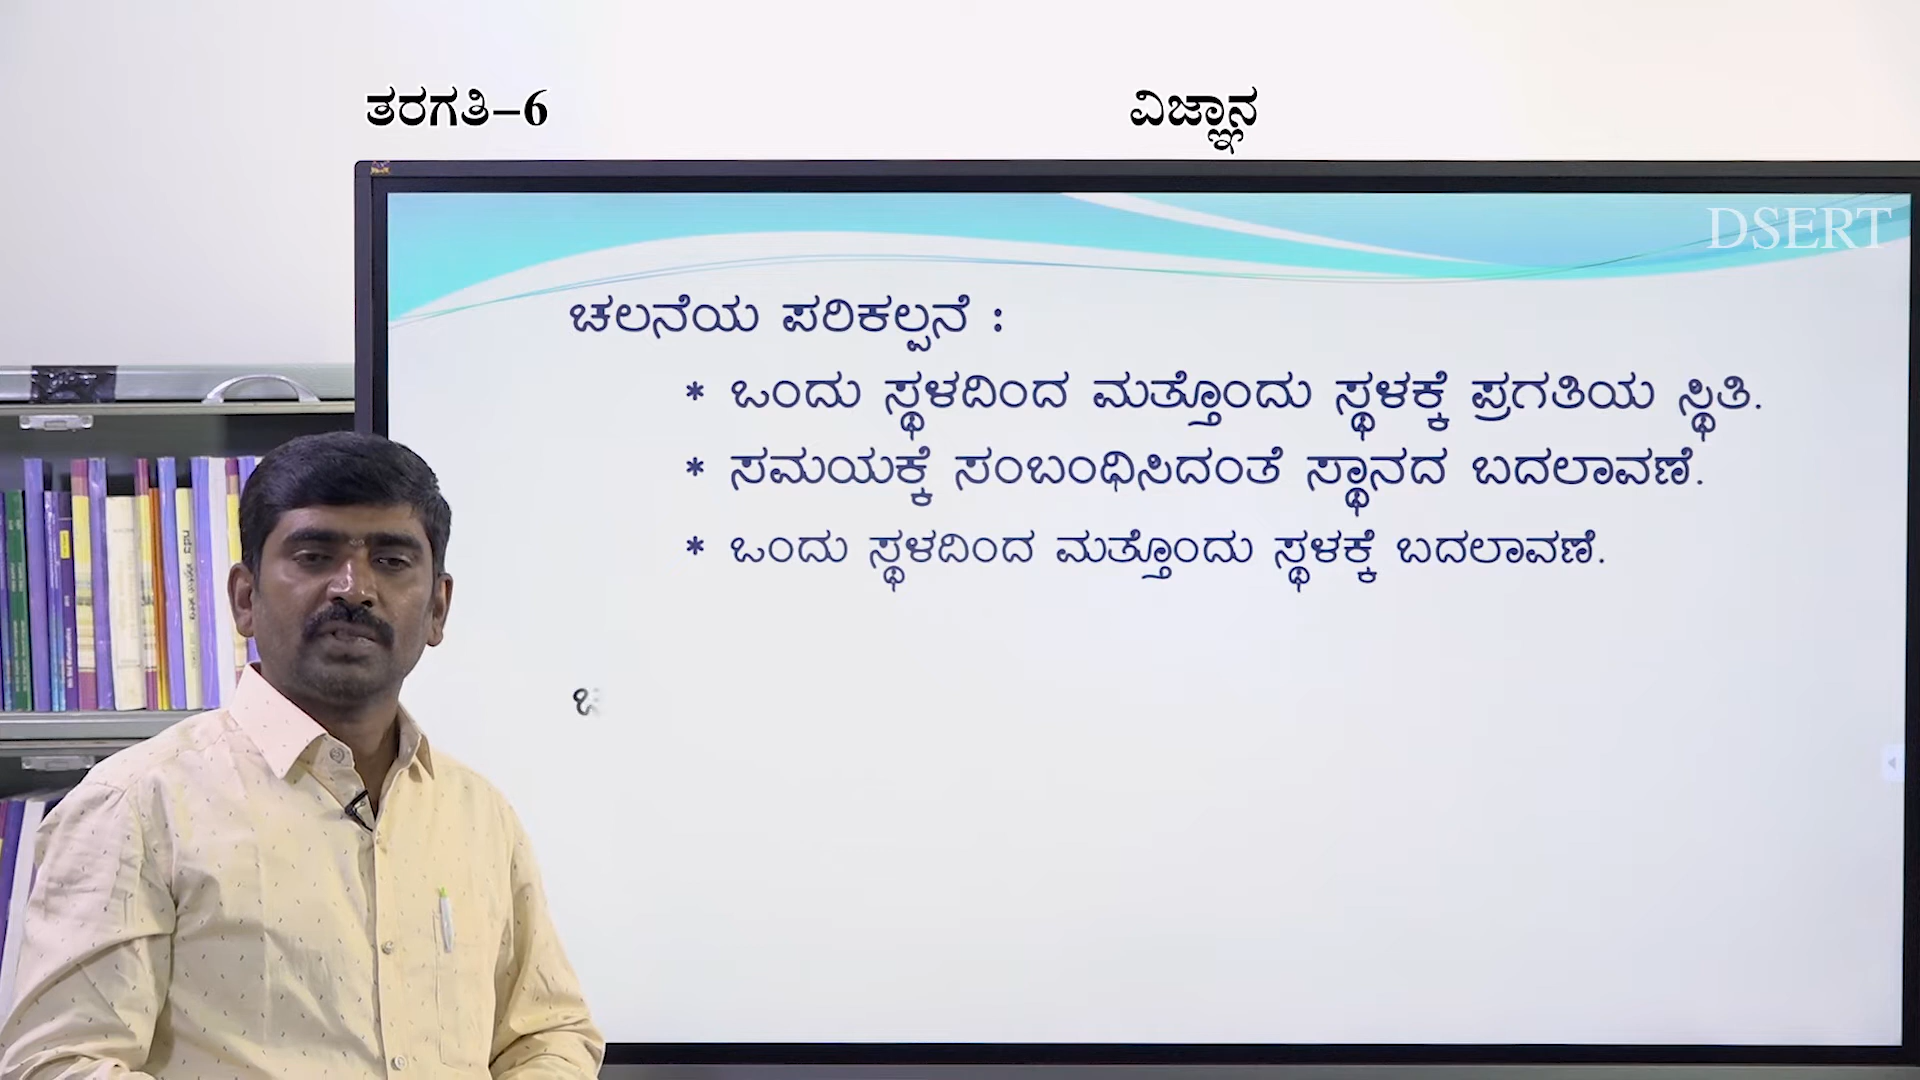 ತರಗತಿ–6
ವಿಜ್ಞಾನ
DSERT
ಚಲನೆಯ ಪರಿಕಲ್ಪನೆ :
* ಒಂದು ಸ್ಥಳದಿಂದ ಮತ್ತೊಂದು ಸ್ಥಳಕ್ಕೆ ಪ್ರಗತಿಯ ಸ್ಥಿತಿ.
* ಸಮಯಕ್ಕೆ ಸಂಬಂಧಿಸಿದಂತೆ ಸ್ಥಾನದ ಬದಲಾವಣೆ.
* ಒಂದು ಸ್ಥಳದಿಂದ ಮತ್ತೊಂದು ಸ್ಥಳಕ್ಕೆ ಬದಲಾವಣೆ.